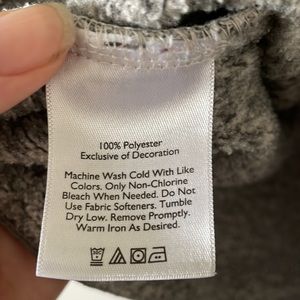 100% Polyester
Exclusive of Decoration
Machine Wash Cold With Like
Colors. Only Non-Chlorine
Bleach When Needed. Do Not
Use Fabric Softeners. Tumble
Dry Low. Remove Promptly.
Warm Iron As Desired.